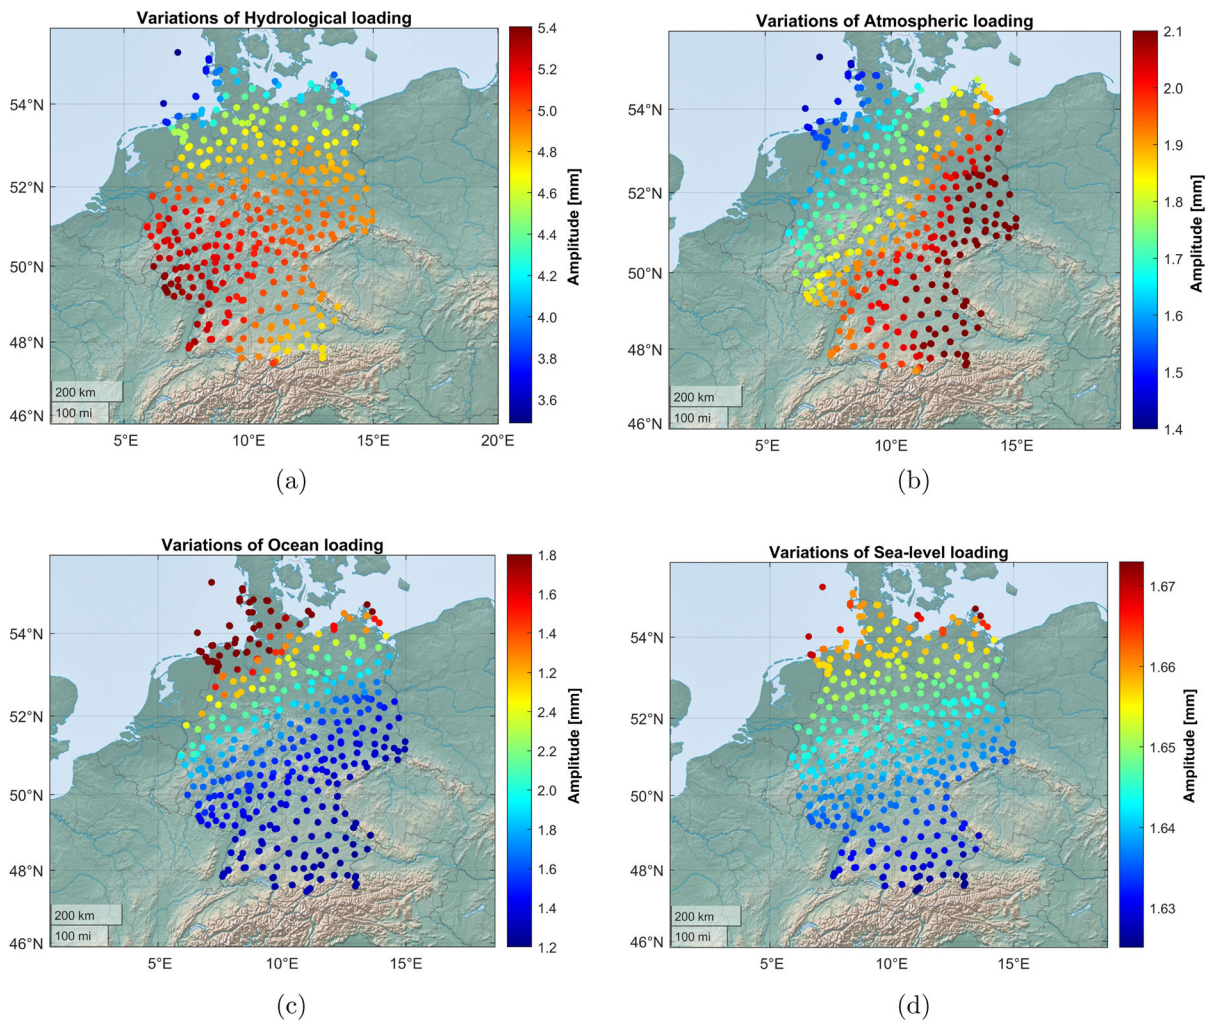 Variations of Hydrological loading
54°N
52°N
50°N
48°N
46°N
200 km
100 mi
5°E
10°E
15°E
20°E
5.4
5.2
5.0
4.8
4.6
4.4
4.2
4.0
3.8
3.6
Amplitude [mm]
(a)
Variations of Atmospheric loading
54°N
52°N
50°N
48°N
46°N
200 km
100 mi
5°E
10°E
15°E
2.1
2.0
1.9
1.8
1.7
1.6
1.5
1.4
Amplitude [mm]
(b)
Variations of Ocean loading
54°N
52°N
50°N
48°N
46°N
200 km
100 mi
5°E
10°E
15°E
1.8
1.6
1.4
1.2
2.4
2.2
2.0
1.8
1.6
1.4
1.2
Amplitude [mm]
(c)
Variations of Sea-level loading
54°N
52°N
50°N
48°N
46°N
200 km
100 mi
5°E
10°E
15°E
1.67
1.66
1.65
1.64
1.63
Amplitude [mm]
(d)